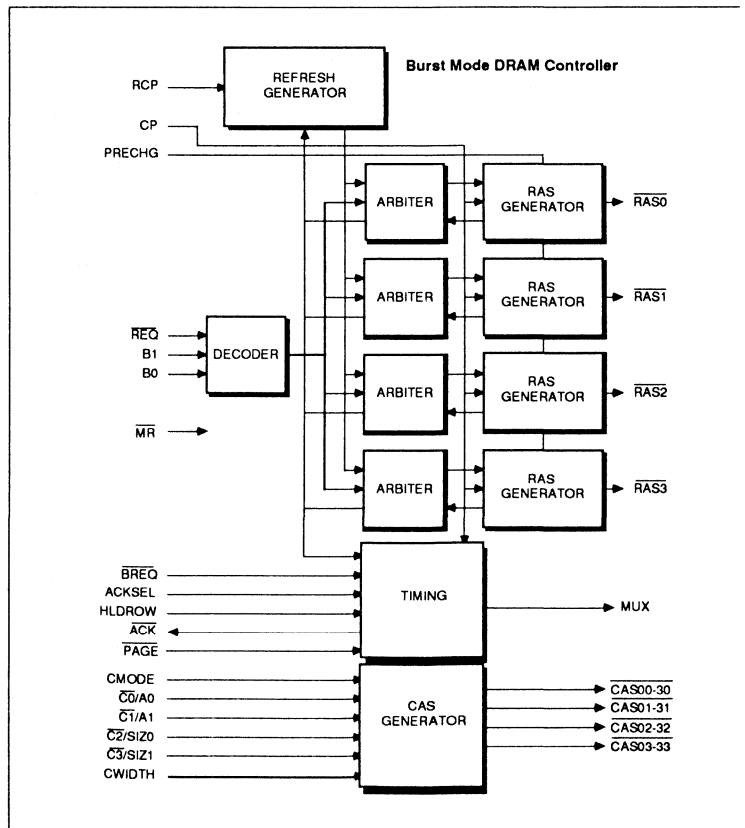 Burst Mode DRAM Controller
REFRESH
GENERATOR
RCP
CP
PRECHG
ARBITER
RAS
GENERATOR
RAS0
ARBITER
RAS
GENERATOR
RAS1
REQ
B1
B0
DECODER
ARBITER
RAS
GENERATOR
RAS2
MR
ARBITER
RAS
GENERATOR
RAS3
BREQ
ACKSEL
HLDROW
ACK
PAGE
TIMING
MUX
CMODE
C0/A0
C1/A1
C2/SIZ0
C3/SIZ1
CWIDTH
CAS
GENERATOR
CAS00-30
CAS01-31
CAS02-32
CAS03-33